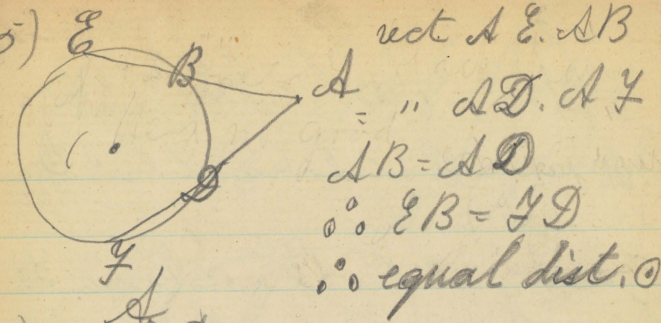 5)
E
B
A
D
F
rect AE.AB
= " AD.AF
AB = AD
∴ EB = FD
∴ equal dist. ⊙
A